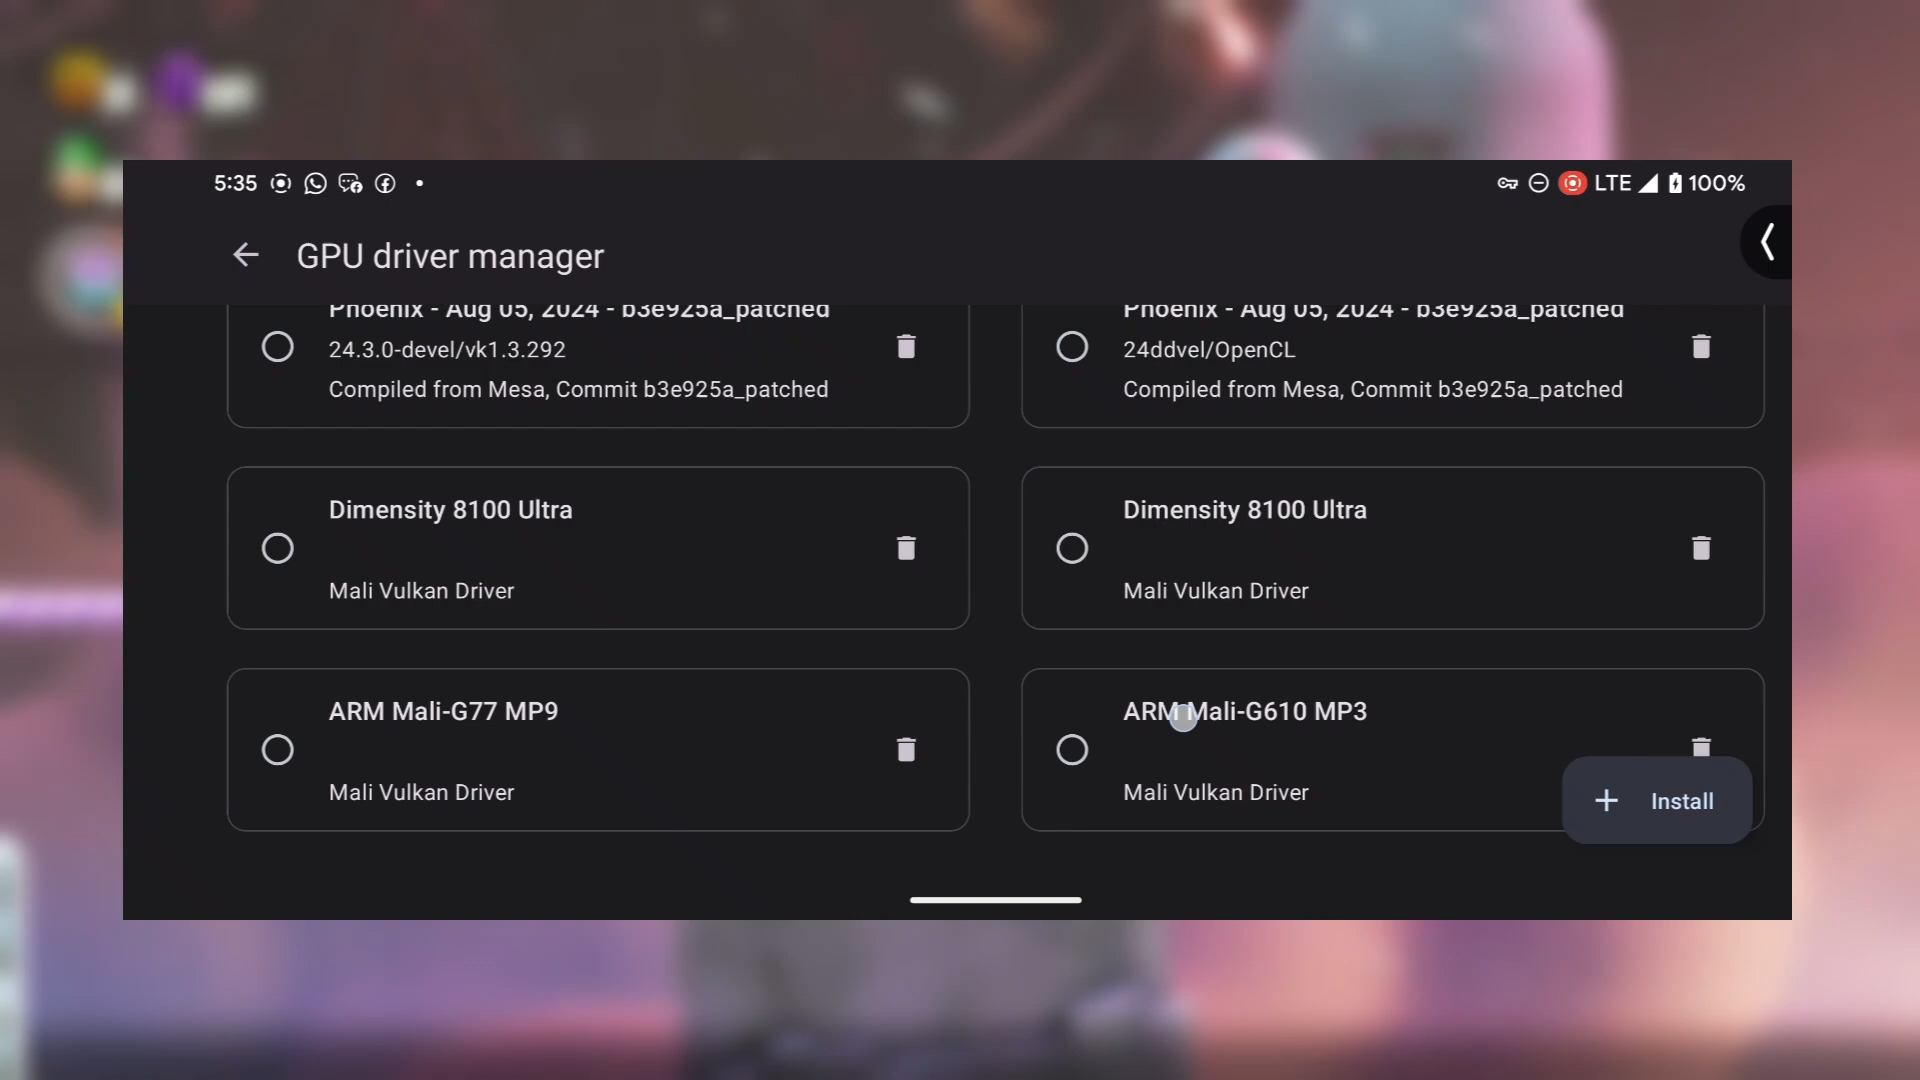 5:35
LTE 100%
GPU driver manager
Phoenix - Aug 05, 2024 - b3e925a_patched
24.3.0-devel/vk1.3.292
Compiled from Mesa, Commit b3e925a_patched
Phoenix - Aug 05, 2024 - b3e925a_patched
24ddvel/OpenCL
Compiled from Mesa, Commit b3e925a_patched
Dimensity 8100 Ultra
Mali Vulkan Driver
Dimensity 8100 Ultra
Mali Vulkan Driver
ARM Mali-G77 MP9
Mali Vulkan Driver
ARM Mali-G610 MP3
Mali Vulkan Driver
Install